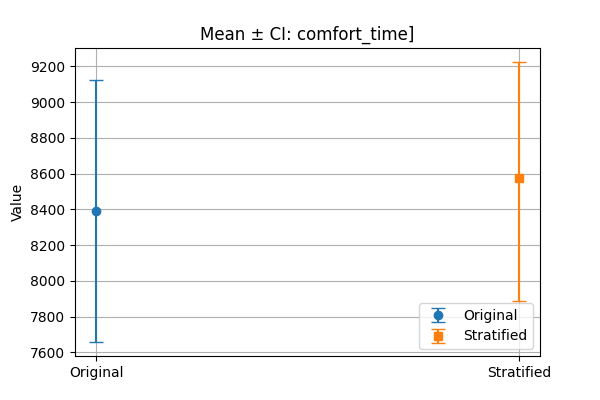 Mean ± CI: comfort_time]
Value
9200
9000
8800
8600
8400
8200
8000
7800
7600
Original
Stratified
Original
Stratified